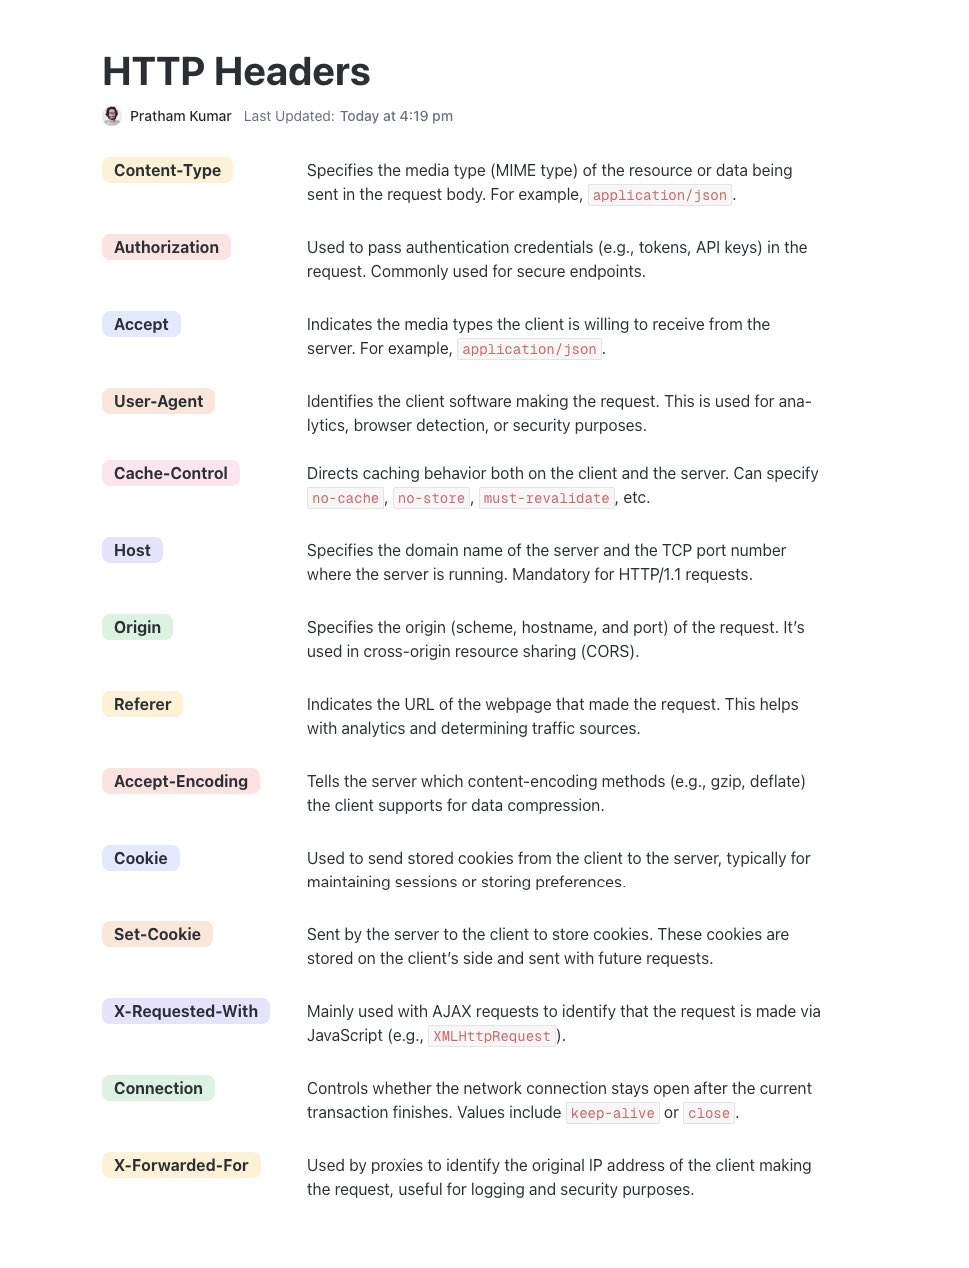 HTTP Headers
Pratham Kumar Last Updated: Today at 4:19 pm
Content-Type Specifies the media type (MIME type) of the resource or data being
sent in the request body. For example, application/json.
Authorization Used to pass authentication credentials (e.g., tokens, API keys) in the
request. Commonly used for secure endpoints.
Accept Indicates the media types the client is willing to receive from the
server. For example, application/json.
User-Agent Identifies the client software making the request. This is used for ana-
lytics, browser detection, or security purposes.
Cache-Control Directs caching behavior both on the client and the server. Can specify
no-cache, no-store, must-revalidate, etc.
Host Specifies the domain name of the server and the TCP port number
where the server is running. Mandatory for HTTP/1.1 requests.
Origin Specifies the origin (scheme, hostname, and port) of the request. It’s
used in cross-origin resource sharing (CORS).
Referer Indicates the URL of the webpage that made the request. This helps
with analytics and determining traffic sources.
Accept-Encoding Tells the server which content-encoding methods (e.g., gzip, deflate)
the client supports for data compression.
Cookie Used to send stored cookies from the client to the server, typically for
maintaining sessions or storing preferences.
Set-Cookie Sent by the server to the client to store cookies. These cookies are
stored on the client’s side and sent with future requests.
X-Requested-With Mainly used with AJAX requests to identify that the request is made via
JavaScript (e.g., XMLHttpRequest).
Connection Controls whether the network connection stays open after the current
transaction finishes. Values include keep-alive or close.
X-Forwarded-For Used by proxies to identify the original IP address of the client making
the request, useful for logging and security purposes.